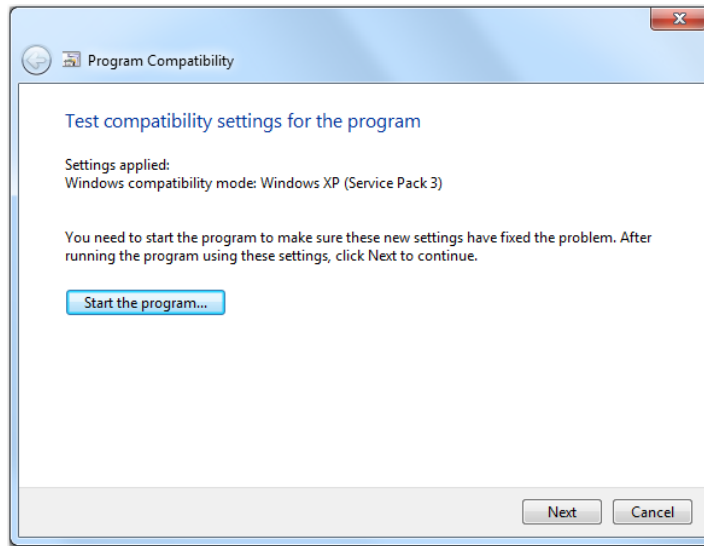 Program Compatibility
Test compatibility settings for the program
Settings applied:
Windows compatibility mode: Windows XP (Service Pack 3)
You need to start the program to make sure these new settings have fixed the problem. After
running the program using these settings, click Next to continue.
Start the program...
Next
Cancel